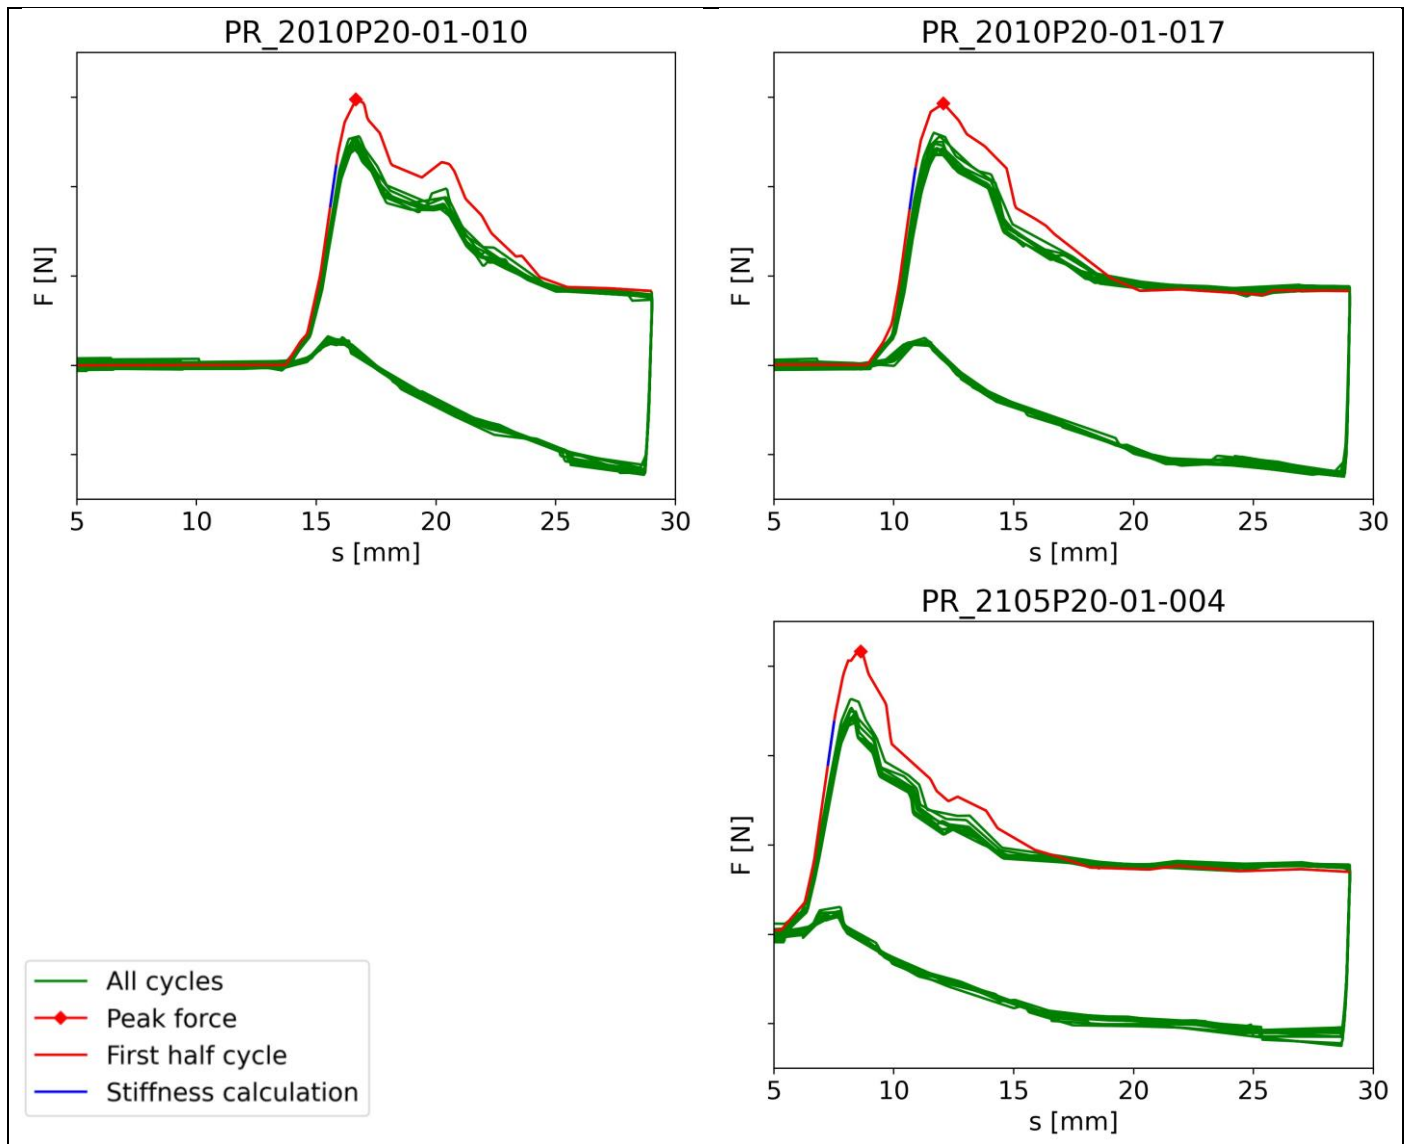 PR_2010P20-01-010
F [N]
5 10 15 20 25 30
s [mm]
PR_2010P20-01-017
F [N]
5 10 15 20 25 30
s [mm]
PR_2105P20-01-004
F [N]
5 10 15 20 25 30
s [mm]
All cycles
Peak force
First half cycle
Stiffness calculation